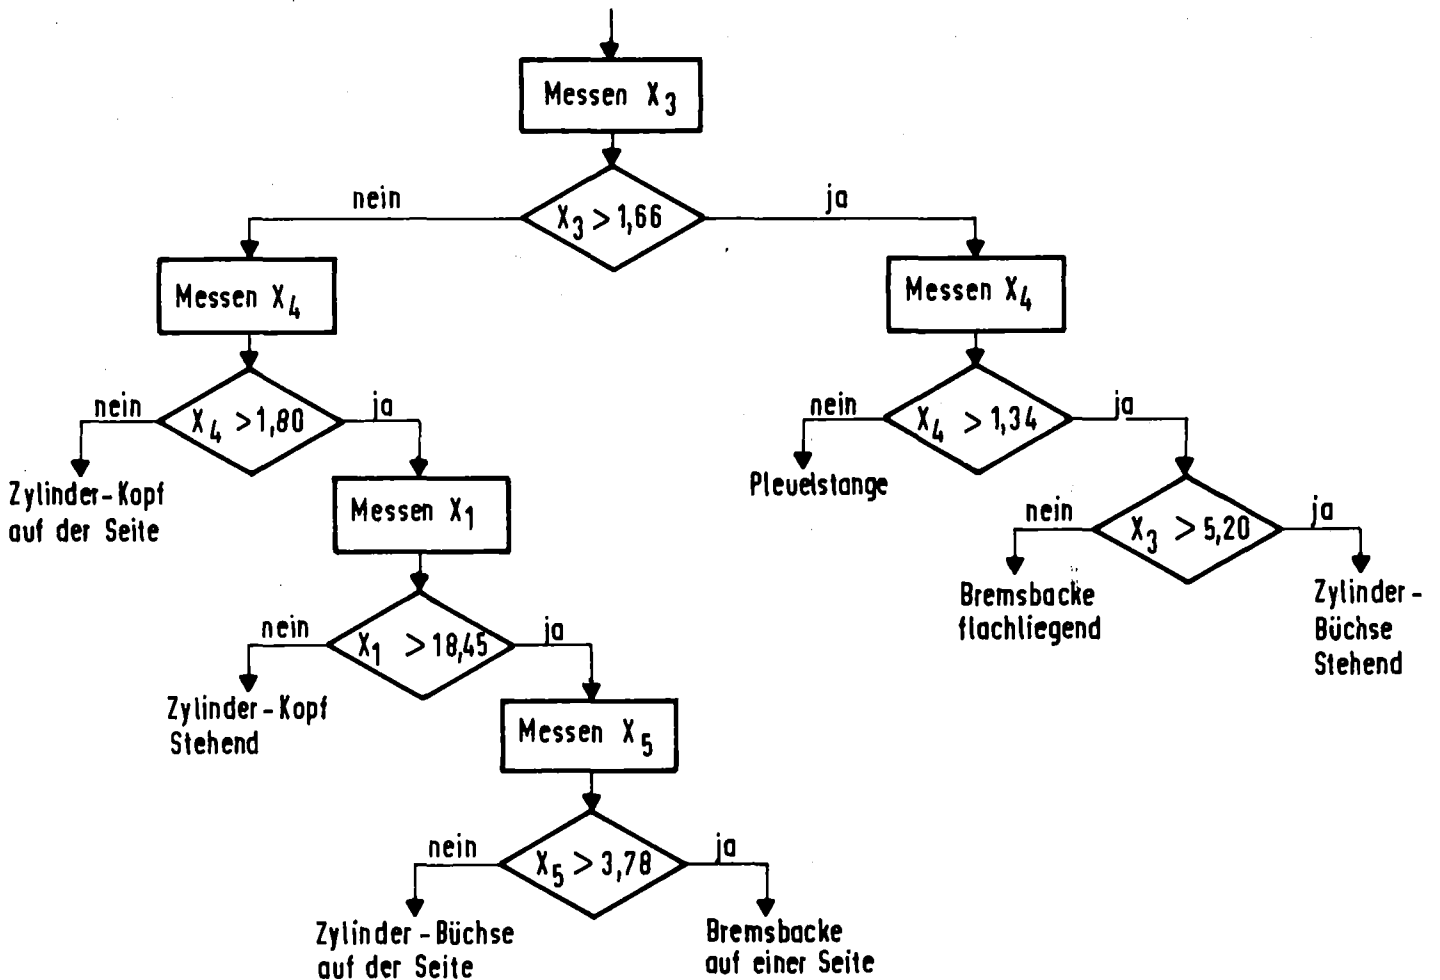 Messen X3
nein
ja
X3 > 1,66
Messen X4
Messen X4
nein
X4 > 1,80
ja
nein
X4 > 1,34
ja
Zylinder-Kopf
auf der Seite
Messen X1
Pleuelstange
nein
X3 > 5,20
ja
Bremsbacke
flachliegend
Zylinder-
Büchse
Stehend
nein
X1 > 18,45
ja
Zylinder-Kopf
Stehend
Messen X5
nein
X5 > 3,78
ja
Zylinder-Büchse
auf der Seite
Bremsbacke
auf einer Seite